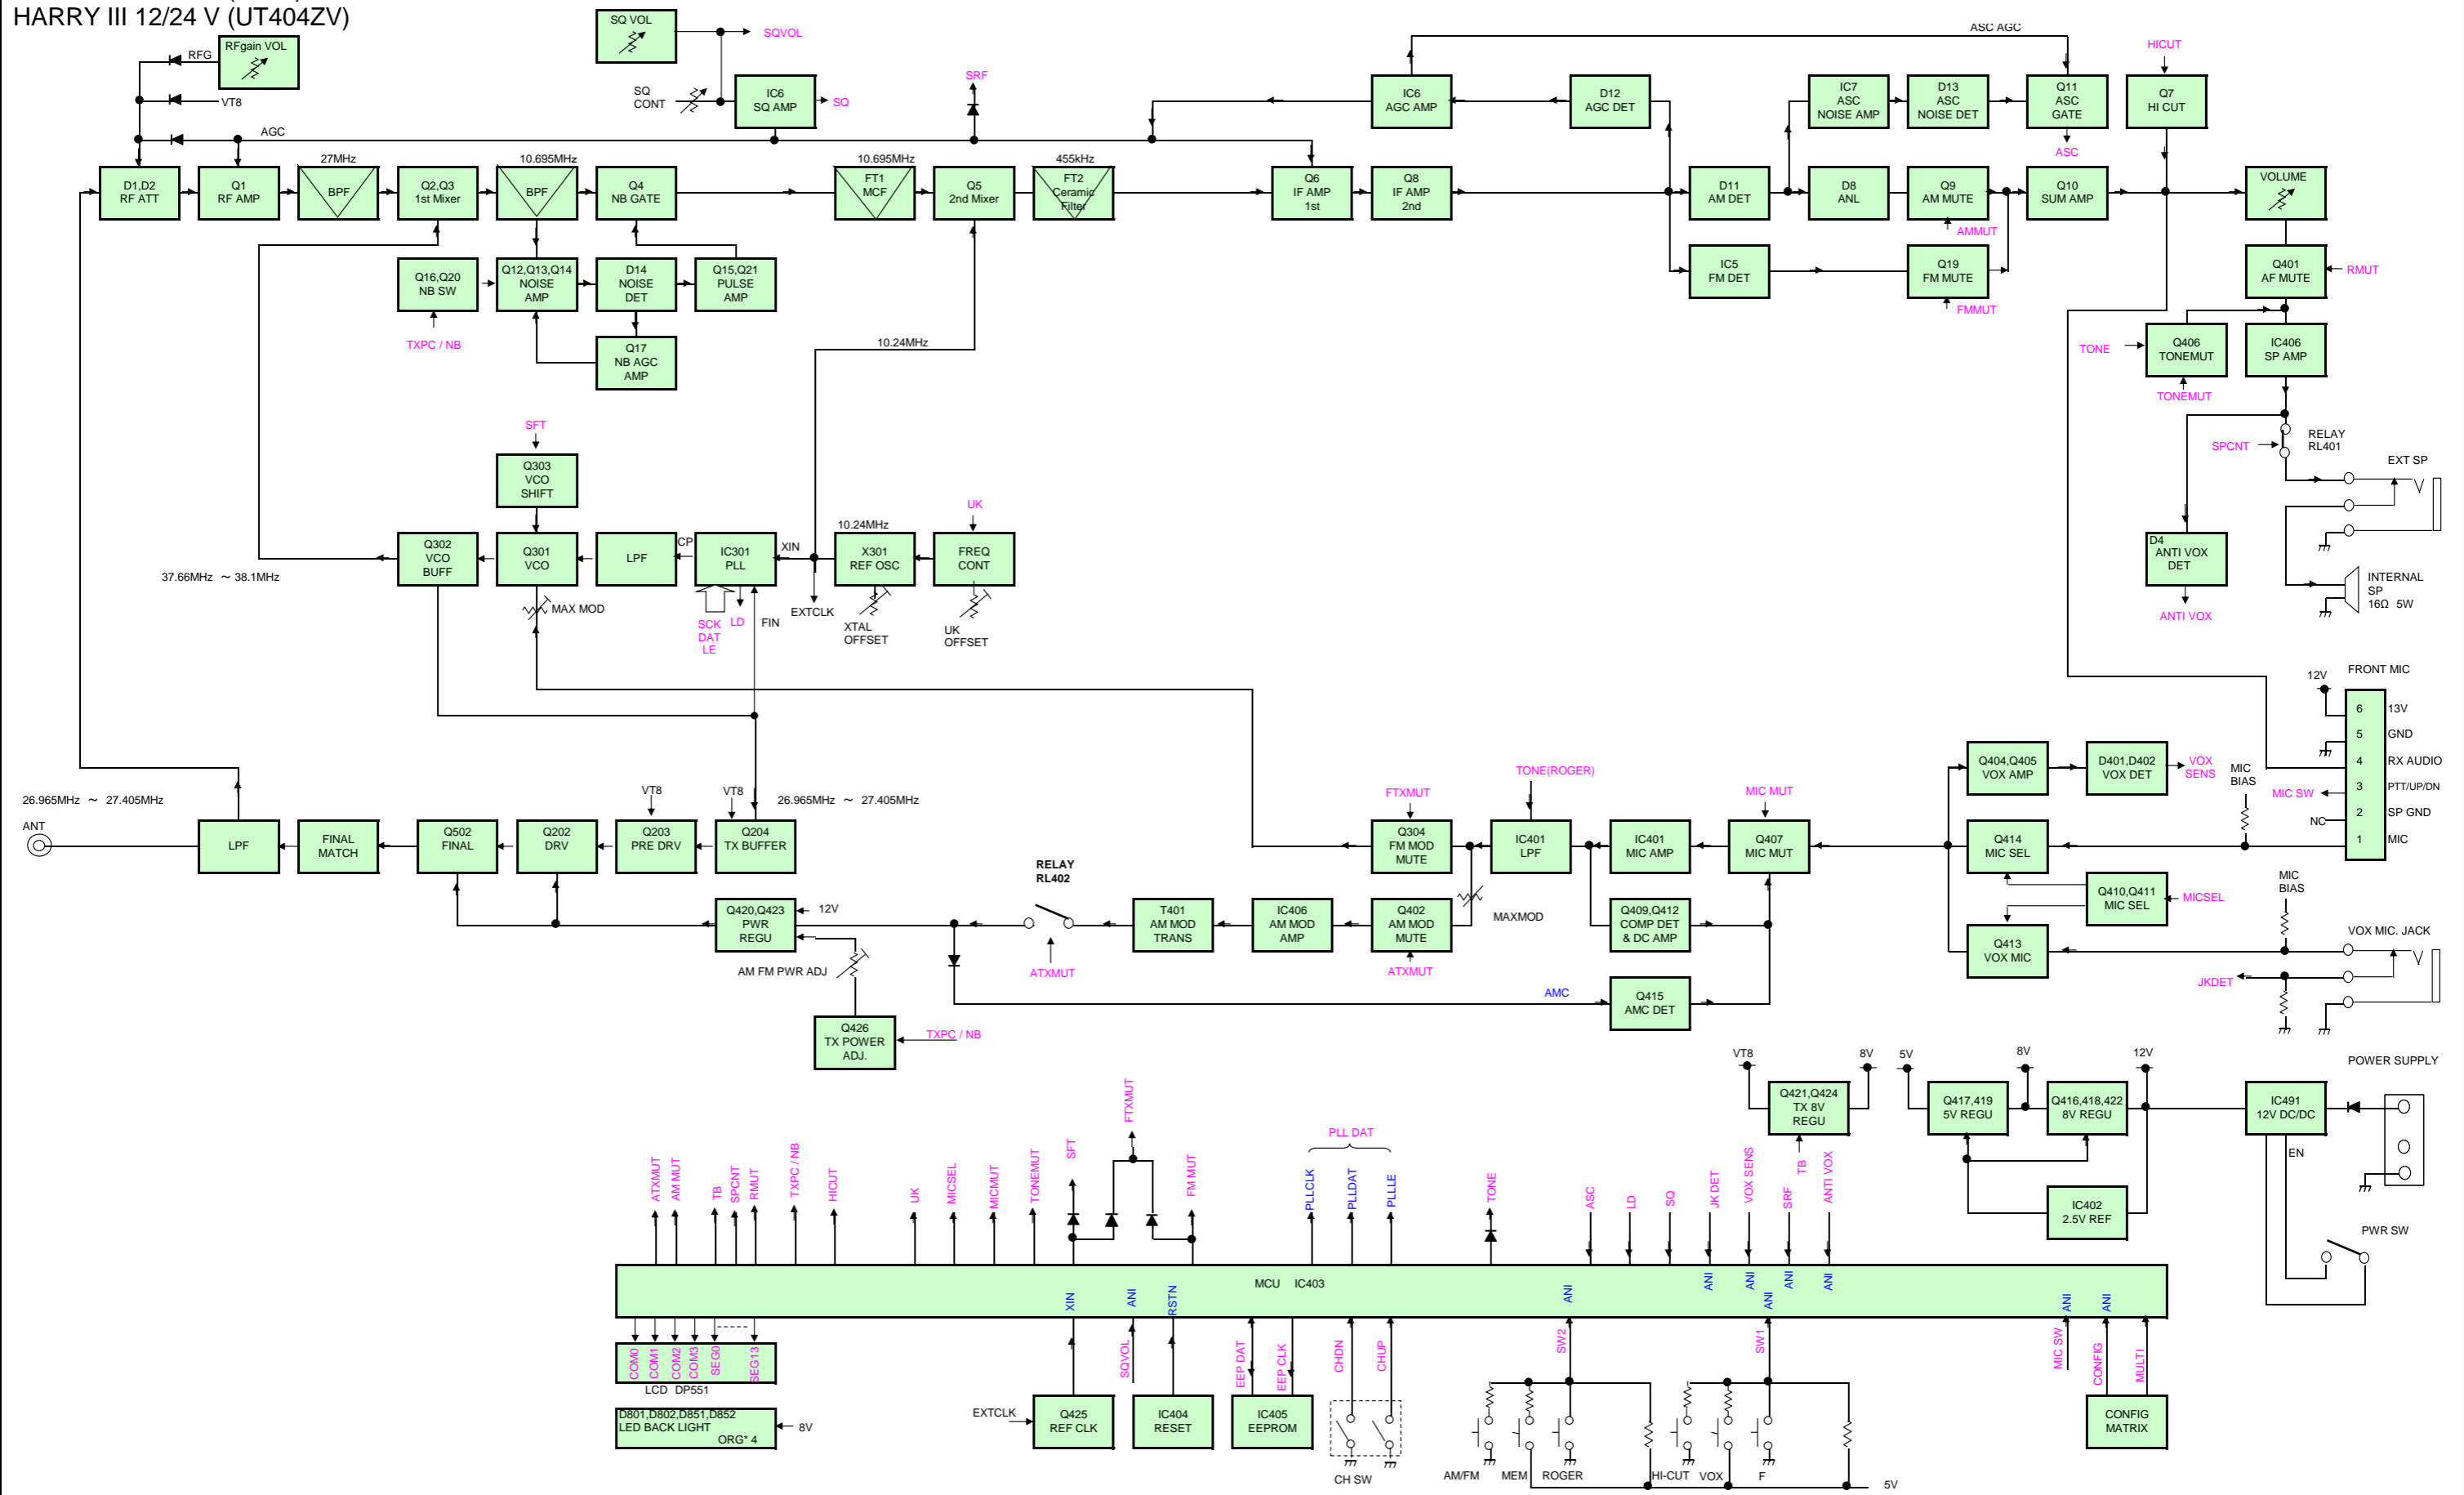 HARRY III 12/24 V (UT404ZV)
RFgain VOL
RFG
VT8
AGC
SQ VOL
SQVOL
SQ
CONT
IC6
SQ AMP
SQ
SRF
IC6
AGC AMP
D12
AGC DET
ASC AGC
IC7
ASC
NOISE AMP
D13
ASC
NOISE DET
Q11
ASC
GATE
ASC
HICUT
Q7
HI CUT
D1,D2
RF ATT
Q1
RF AMP
27MHz
BPF
Q2,Q3
1st Mixer
10.695MHz
BPF
Q4
NB GATE
10.695MHz
FT1
MCF
Q5
2nd Mixer
455kHz
FT2
Ceramic
Filter
Q6
IF AMP
1st
Q8
IF AMP
2nd
D11
AM DET
D8
ANL
Q9
AM MUTE
AMMUT
Q10
SUM AMP
VOLUME
Q16,Q20
NB SW
TXPC / NB
Q12,Q13,Q14
NOISE
AMP
D14
NOISE
DET
Q15,Q21
PULSE
AMP
Q17
NB AGC
AMP
IC5
FM DET
Q19
FM MUTE
FMMUT
Q401
AF MUTE
RMUT
10.24MHz
TONE
Q406
TONEMUT
TONEMUT
IC406
SP AMP
SPCNT
RELAY
RL401
EXT SP
SFT
Q303
VCO
SHIFT
37.66MHz ～ 38.1MHz
Q302
VCO
BUFF
Q301
VCO
MAX MOD
LPF
CP
IC301
PLL
SCK
DAT
LE
LD
FIN
XIN
EXTCLK
10.24MHz
X301
REF OSC
XTAL
OFFSET
UK
FREQ
CONT
UK
OFFSET
D4
ANTI VOX
DET
ANTI VOX
INTERNAL
SP
16Ω 5W
FRONT MIC
12V
6 13V
5 GND
4 RX AUDIO
3 PTT/UP/DN
2 SP GND
1 MIC
MIC SW
NC
26.965MHz ～ 27.405MHz
ANT
LPF
FINAL
MATCH
Q502
FINAL
Q202
DRV
VT8
Q203
PRE DRV
VT8
Q204
TX BUFFER
26.965MHz ～ 27.405MHz
FTXMUT
Q304
FM MOD
MUTE
TONE(ROGER)
IC401
LPF
IC401
MIC AMP
MIC MUT
Q407
MIC MUT
Q404,Q405
VOX AMP
D401,D402
VOX DET
VOX
SENS
MIC
BIAS
Q414
MIC SEL
Q410,Q411
MIC SEL
MICSEL
Q413
VOX MIC
MIC
BIAS
VOX MIC. JACK
JKDET
Q420,Q423
PWR
REGU
12V
AM FM PWR ADJ
Q426
TX POWER
ADJ.
TXPC / NB
RELAY
RL402
ATXMUT
T401
AM MOD
TRANS
IC406
AM MOD
AMP
Q402
AM MOD
MUTE
ATXMUT
MAXMOD
Q409,Q412
COMP DET
& DC AMP
AMC
Q415
AMC DET
VT8
8V
Q421,Q424
TX 8V
REGU
TB
5V
Q417,419
5V REGU
8V
Q416,418,422
8V REGU
12V
IC402
2.5V REF
IC491
12V DC/DC
EN
POWER SUPPLY
PWR SW
ATXMUT
AM MUT
TB
SPCNT
RMUT
TXPC / NB
HICUT
UK
MICSEL
MICMUT
TONEMUT
SFT
FTXMUT
FM MUT
PLL DAT
PLLCLK
PLLDAT
PLLLE
TONE
ASC
LD
SQ
JK DET
VOX SENS
SRF
ANTI VOX
MCU IC403
ANI
ANI
ANI
ANI
XIN
ANI
RSTN
ANI
ANI
ANI
ANI
COM0
COM1
COM2
COM3
SEG0
SEG13
LCD DP551
D801,D802,D851,D852
LED BACK LIGHT
ORG* 4
8V
EXTCLK
Q425
REF CLK
SQVOL
IC404
RESET
EEP DAT
EEP CLK
IC405
EEPROM
CHDN
CHUP
CH SW
SW2
AM/FM
MEM
ROGER
SW1
HI-CUT
VOX
F
5V
MIC SW
CONFIG
MULTI
CONFIG
MATRIX